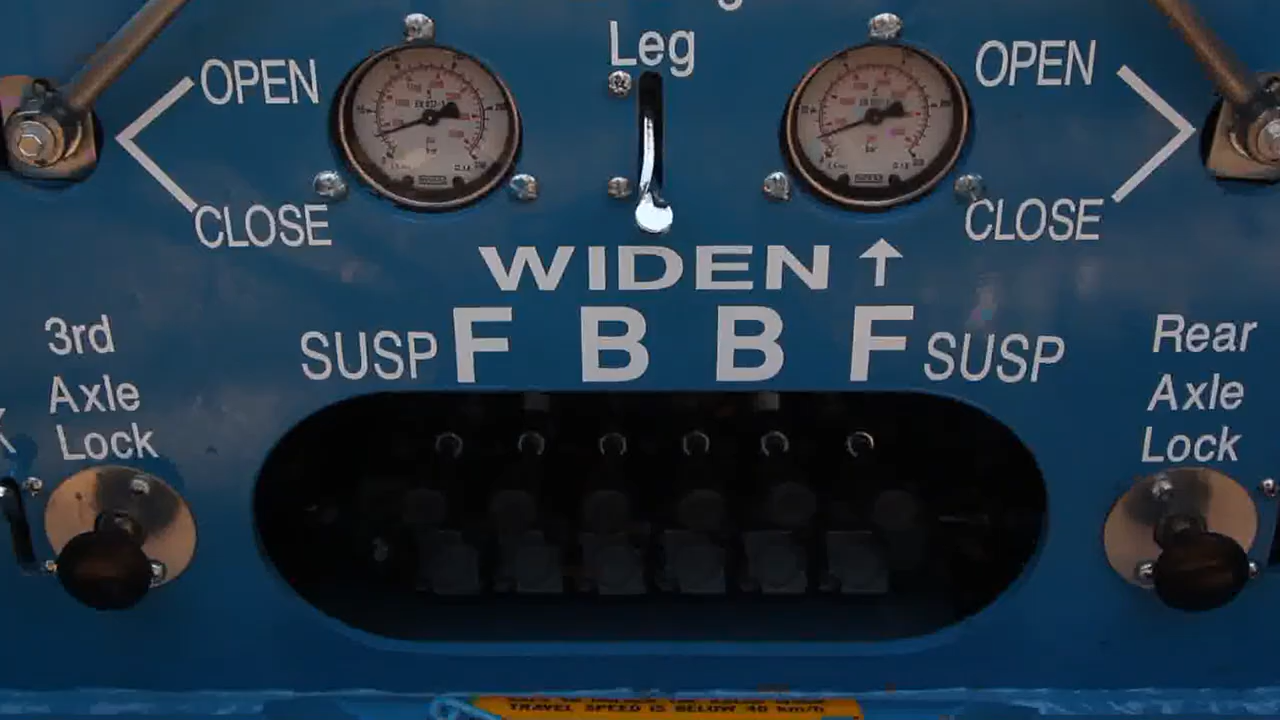 Leg
OPEN
OPEN
CLOSE
CLOSE
WIDEN ↑
SUSP F B B F SUSP
3rd
Axle
Lock
Rear
Axle
Lock
TRAVEL SPEED IS BELOW 40 km/h